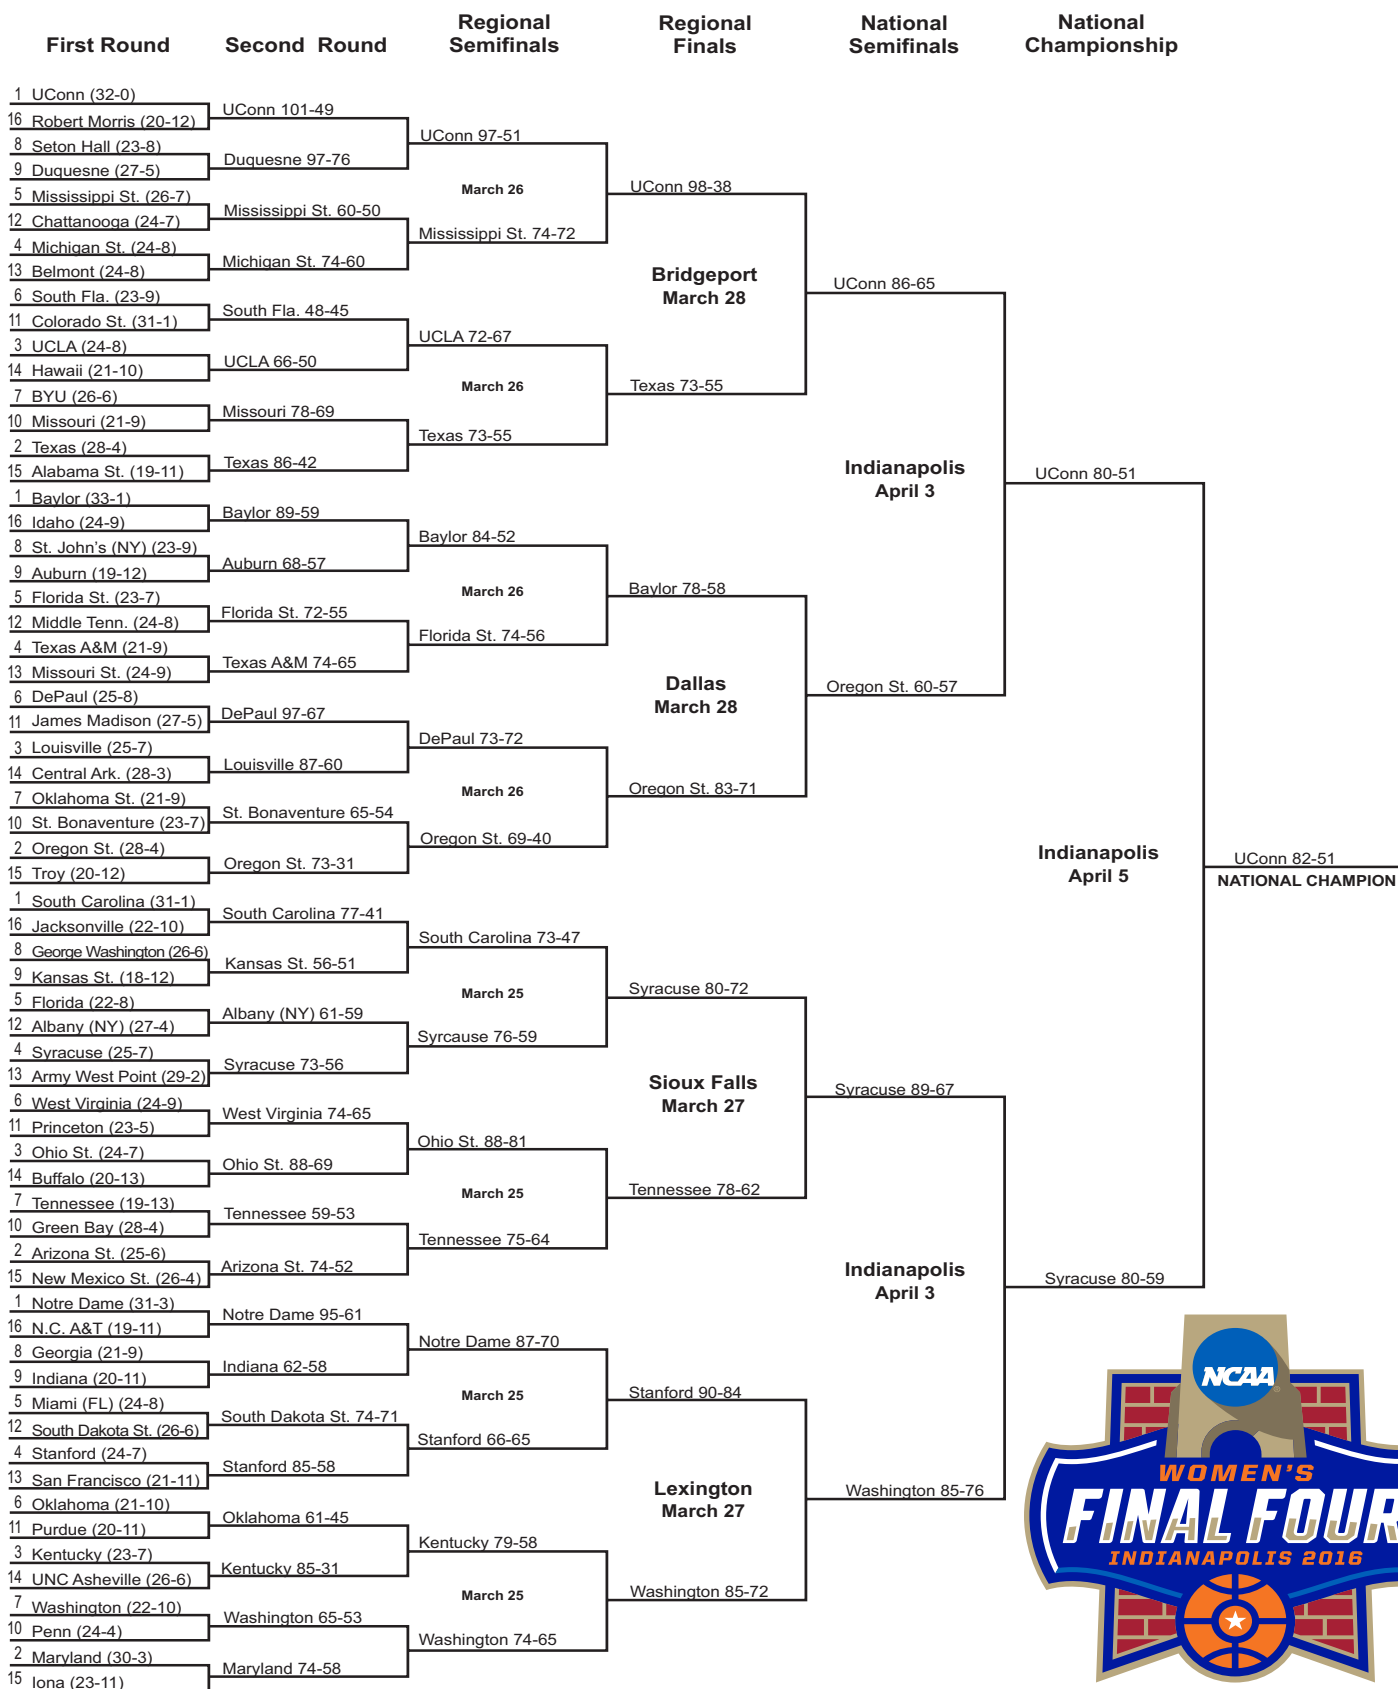 First Round
Second Round
Regional
Semifinals
Regional
Finals
National
Semifinals
National
Championship
1 UConn (32-0)
16 Robert Morris (20-12)
8 Seton Hall (23-8)
9 Duquesne (27-5)
5 Mississippi St. (26-7)
12 Chattanooga (24-7)
4 Michigan St. (24-8)
13 Belmont (24-8)
6 South Fla. (23-9)
11 Colorado St. (31-1)
3 UCLA (24-8)
14 Hawaii (21-10)
7 BYU (26-6)
10 Missouri (21-9)
2 Texas (28-4)
15 Alabama St. (19-11)
1 Baylor (33-1)
16 Idaho (24-9)
8 St. John's (NY) (23-9)
9 Auburn (19-12)
5 Florida St. (23-7)
12 Middle Tenn. (24-8)
4 Texas A&M (21-9)
13 Missouri St. (24-9)
6 DePaul (25-8)
11 James Madison (27-5)
3 Louisville (25-7)
14 Central Ark. (28-3)
7 Oklahoma St. (21-9)
10 St. Bonaventure (23-7)
2 Oregon St. (28-4)
15 Troy (20-12)
1 South Carolina (31-1)
16 Jacksonville (22-10)
8 George Washington (26-6)
9 Kansas St. (18-12)
5 Florida (22-8)
12 Albany (NY) (27-4)
4 Syracuse (25-7)
13 Army West Point (29-2)
6 West Virginia (24-9)
11 Princeton (23-5)
3 Ohio St. (24-7)
14 Buffalo (20-13)
7 Tennessee (19-13)
10 Green Bay (28-4)
2 Arizona St. (25-6)
15 New Mexico St. (26-4)
1 Notre Dame (31-3)
16 N.C. A&T (19-11)
8 Georgia (21-9)
9 Indiana (20-11)
5 Miami (FL) (24-8)
12 South Dakota St. (26-6)
4 Stanford (24-7)
13 San Francisco (21-11)
6 Oklahoma (21-10)
11 Purdue (20-11)
3 Kentucky (23-7)
14 UNC Asheville (26-6)
7 Washington (22-10)
10 Penn (24-4)
2 Maryland (30-3)
15 Iona (23-11)
UConn 101-49
Duquesne 97-76
Mississippi St. 60-50
Michigan St. 74-60
South Fla. 48-45
UCLA 66-50
Missouri 78-69
Texas 86-42
Baylor 89-59
Auburn 68-57
Florida St. 72-55
Texas A&M 74-65
DePaul 97-67
Louisville 87-60
St. Bonaventure 65-54
Oregon St. 73-31
South Carolina 77-41
Kansas St. 56-51
Albany (NY) 61-59
Syracuse 73-56
West Virginia 74-65
Ohio St. 88-69
Tennessee 59-53
Arizona St. 74-52
Notre Dame 95-61
Indiana 62-58
South Dakota St. 74-71
Stanford 85-58
Oklahoma 61-45
Kentucky 85-31
Washington 65-53
Maryland 74-58
UConn 97-51
March 26
Mississippi St. 74-72
UCLA 72-67
March 26
Texas 73-55
Baylor 84-52
March 26
Florida St. 74-56
DePaul 73-72
March 26
Oregon St. 69-40
South Carolina 73-47
March 25
Syrcause 76-59
Ohio St. 88-81
March 25
Tennessee 75-64
Notre Dame 87-70
March 25
Stanford 66-65
Kentucky 79-58
March 25
Washington 74-65
UConn 98-38
Bridgeport
March 28
Texas 73-55
Baylor 78-58
Dallas
March 28
Oregon St. 83-71
Syracuse 80-72
Sioux Falls
March 27
Tennessee 78-62
Stanford 90-84
Lexington
March 27
Washington 85-72
UConn 86-65
Indianapolis
April 3
Oregon St. 60-57
Syracuse 89-67
Indianapolis
April 3
Washington 85-76
UConn 80-51
Indianapolis
April 5
Syracuse 80-59
UConn 82-51
NATIONAL CHAMPION
NCAA
WOMEN'S
FINAL FOUR
INDIANAPOLIS 2016